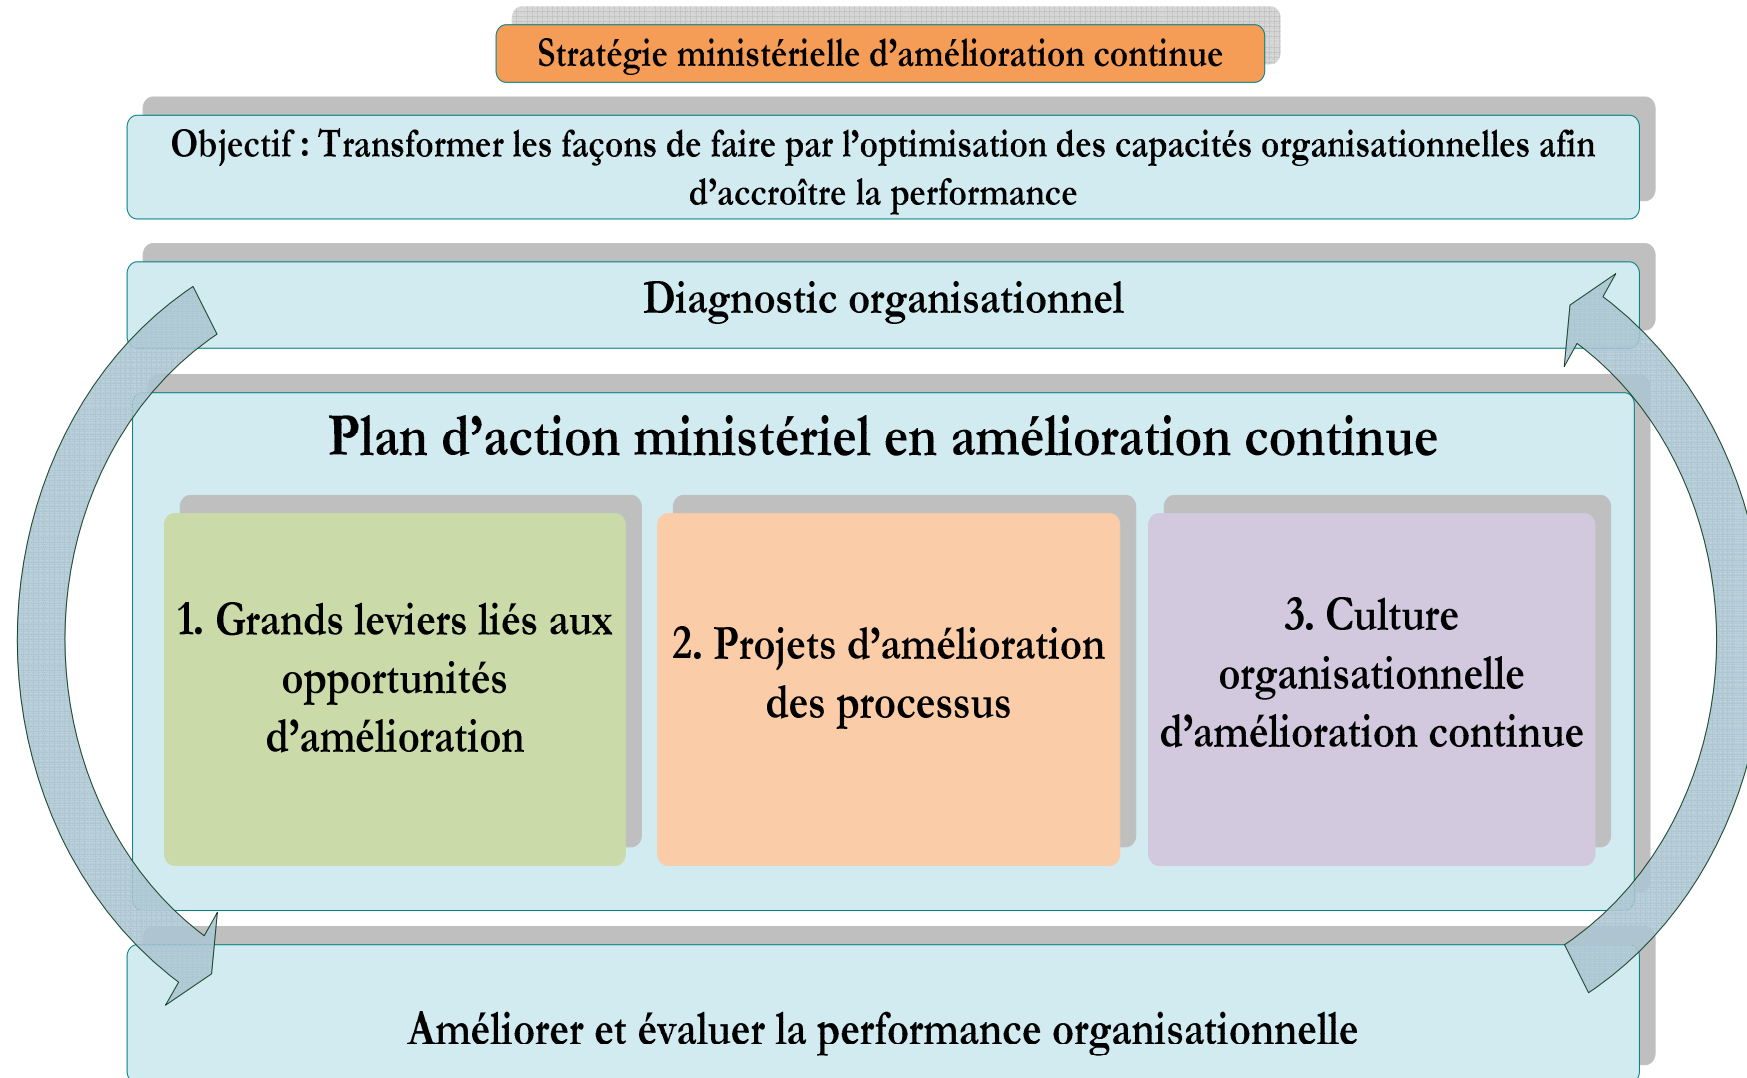 Stratégie ministérielle d’amélioration continue
Objectif : Transformer les façons de faire par l’optimisation des capacités organisationnelles afin
d’accroître la performance
Diagnostic organisationnel
Plan d’action ministériel en amélioration continue
1. Grands leviers liés aux
opportunités
d’amélioration
2. Projets d’amélioration
des processus
3. Culture
organisationnelle
d’amélioration continue
Améliorer et évaluer la performance organisationnelle